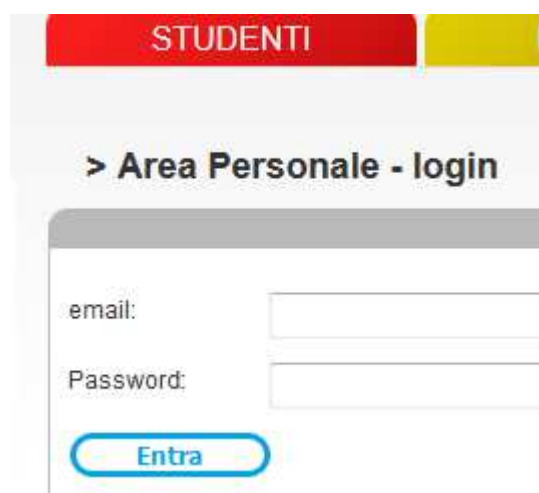 STUDENTI
> Area Personale - login
email:
Password:
Entra